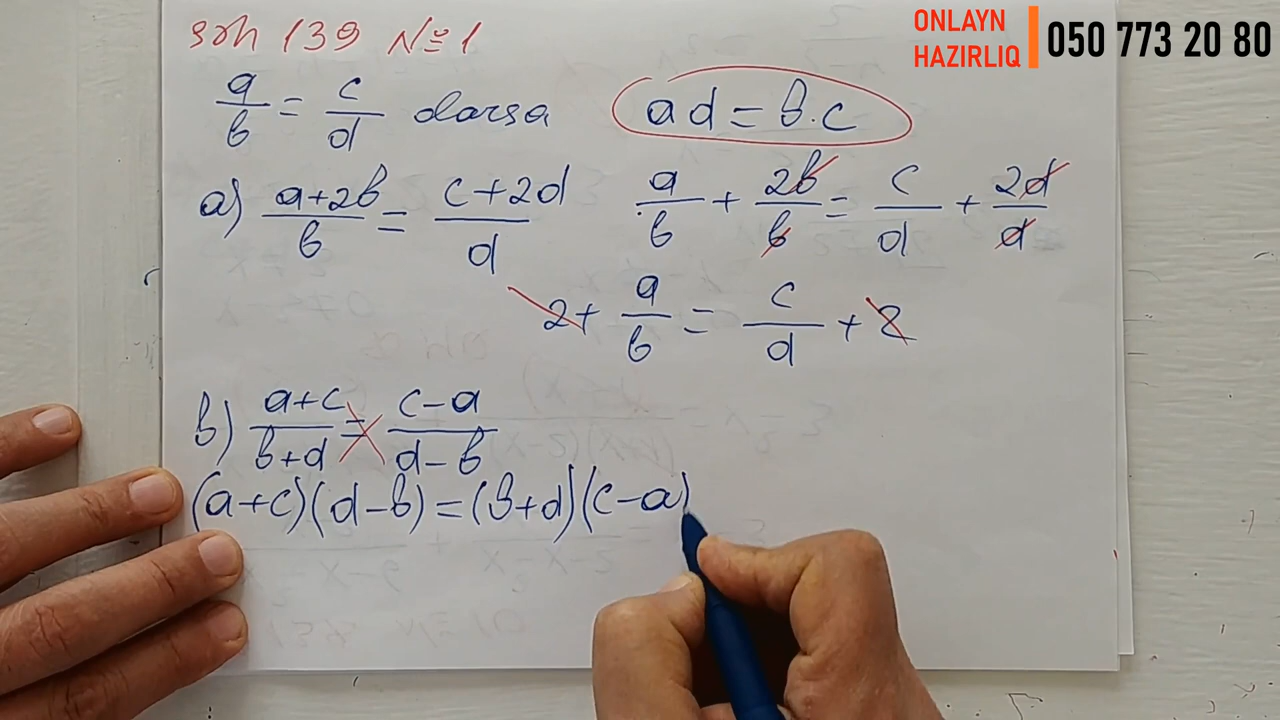 səh 139 №1
ONLAYN
HAZIRLIQ
050 773 20 80
a/b = c/d olarsa
ad = b·c
a) (a+2b)/b = (c+2d)/d
a/b + 2b/b = c/d + 2d/d
2 + a/b = c/d + 2
b) (a+c)/(b+d) = (c-a)/(d-b)
(a+c)(d-b) = (b+d)(c-a)